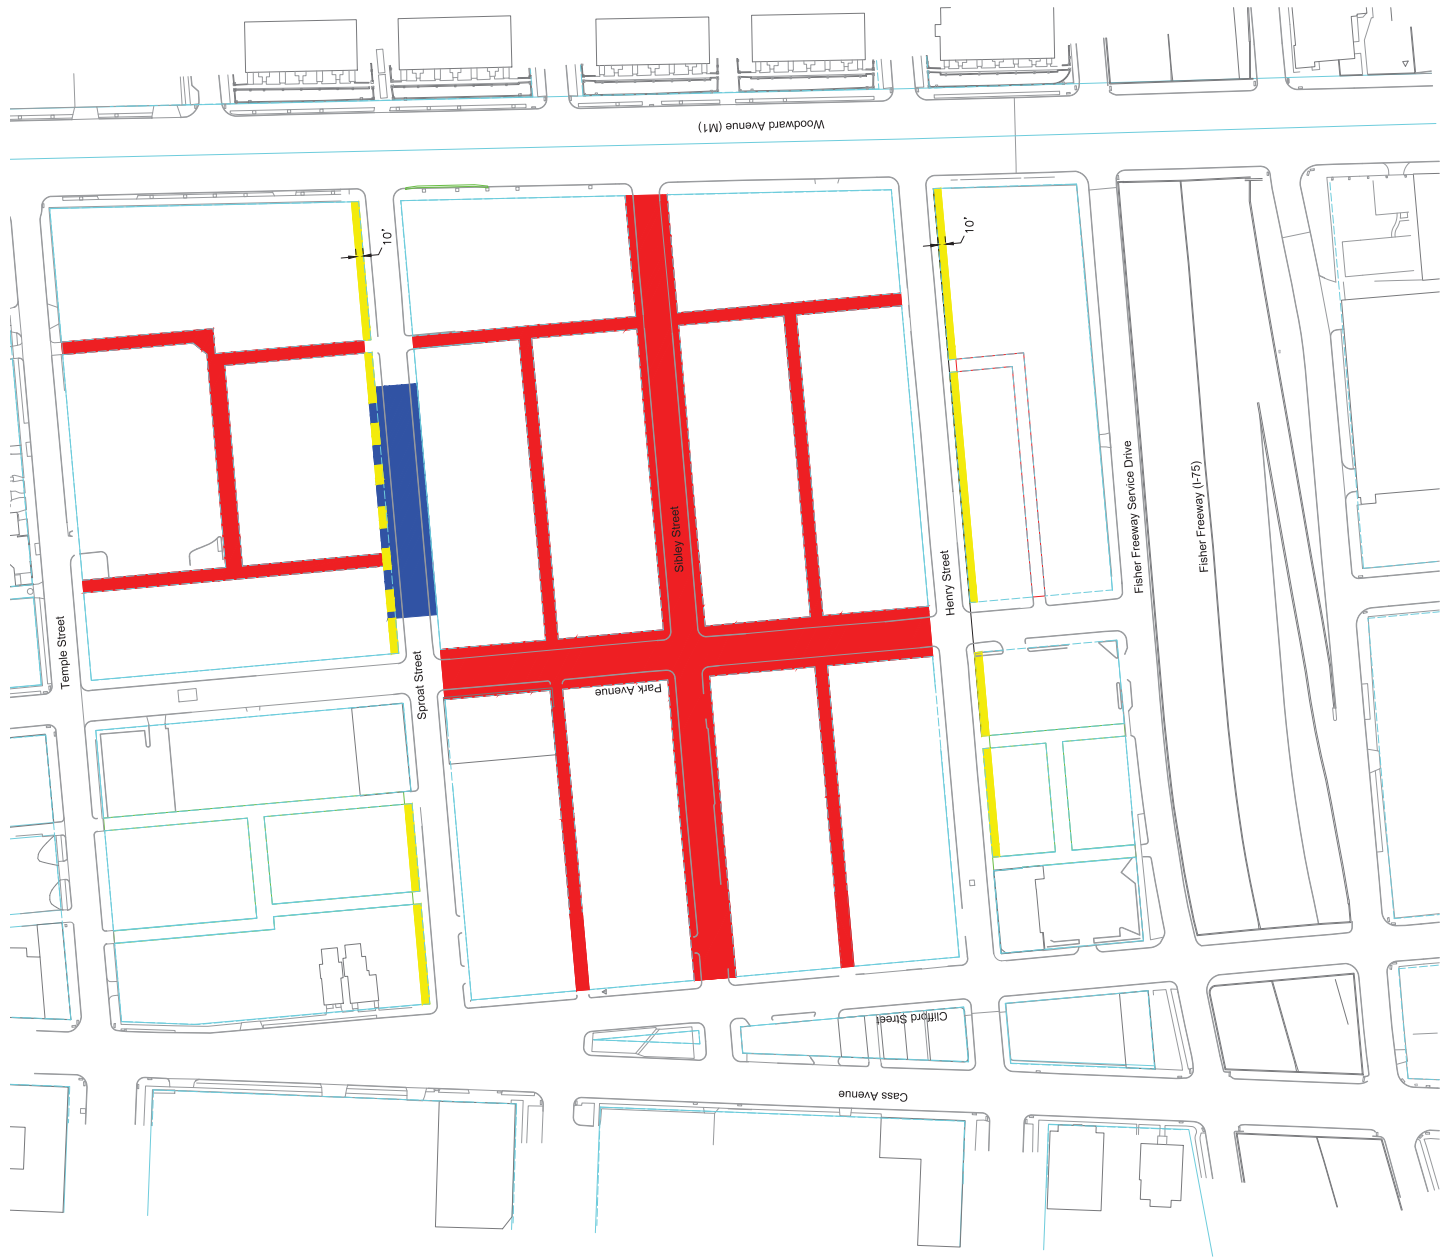 Woodward Avenue (M1)
10'
10'
Fisher Freeway Service Drive
Fisher Freeway (I-75)
Sibley Street
Henry Street
Temple Street
Sproat Street
Park Avenue
Clifford Street
Cass Avenue